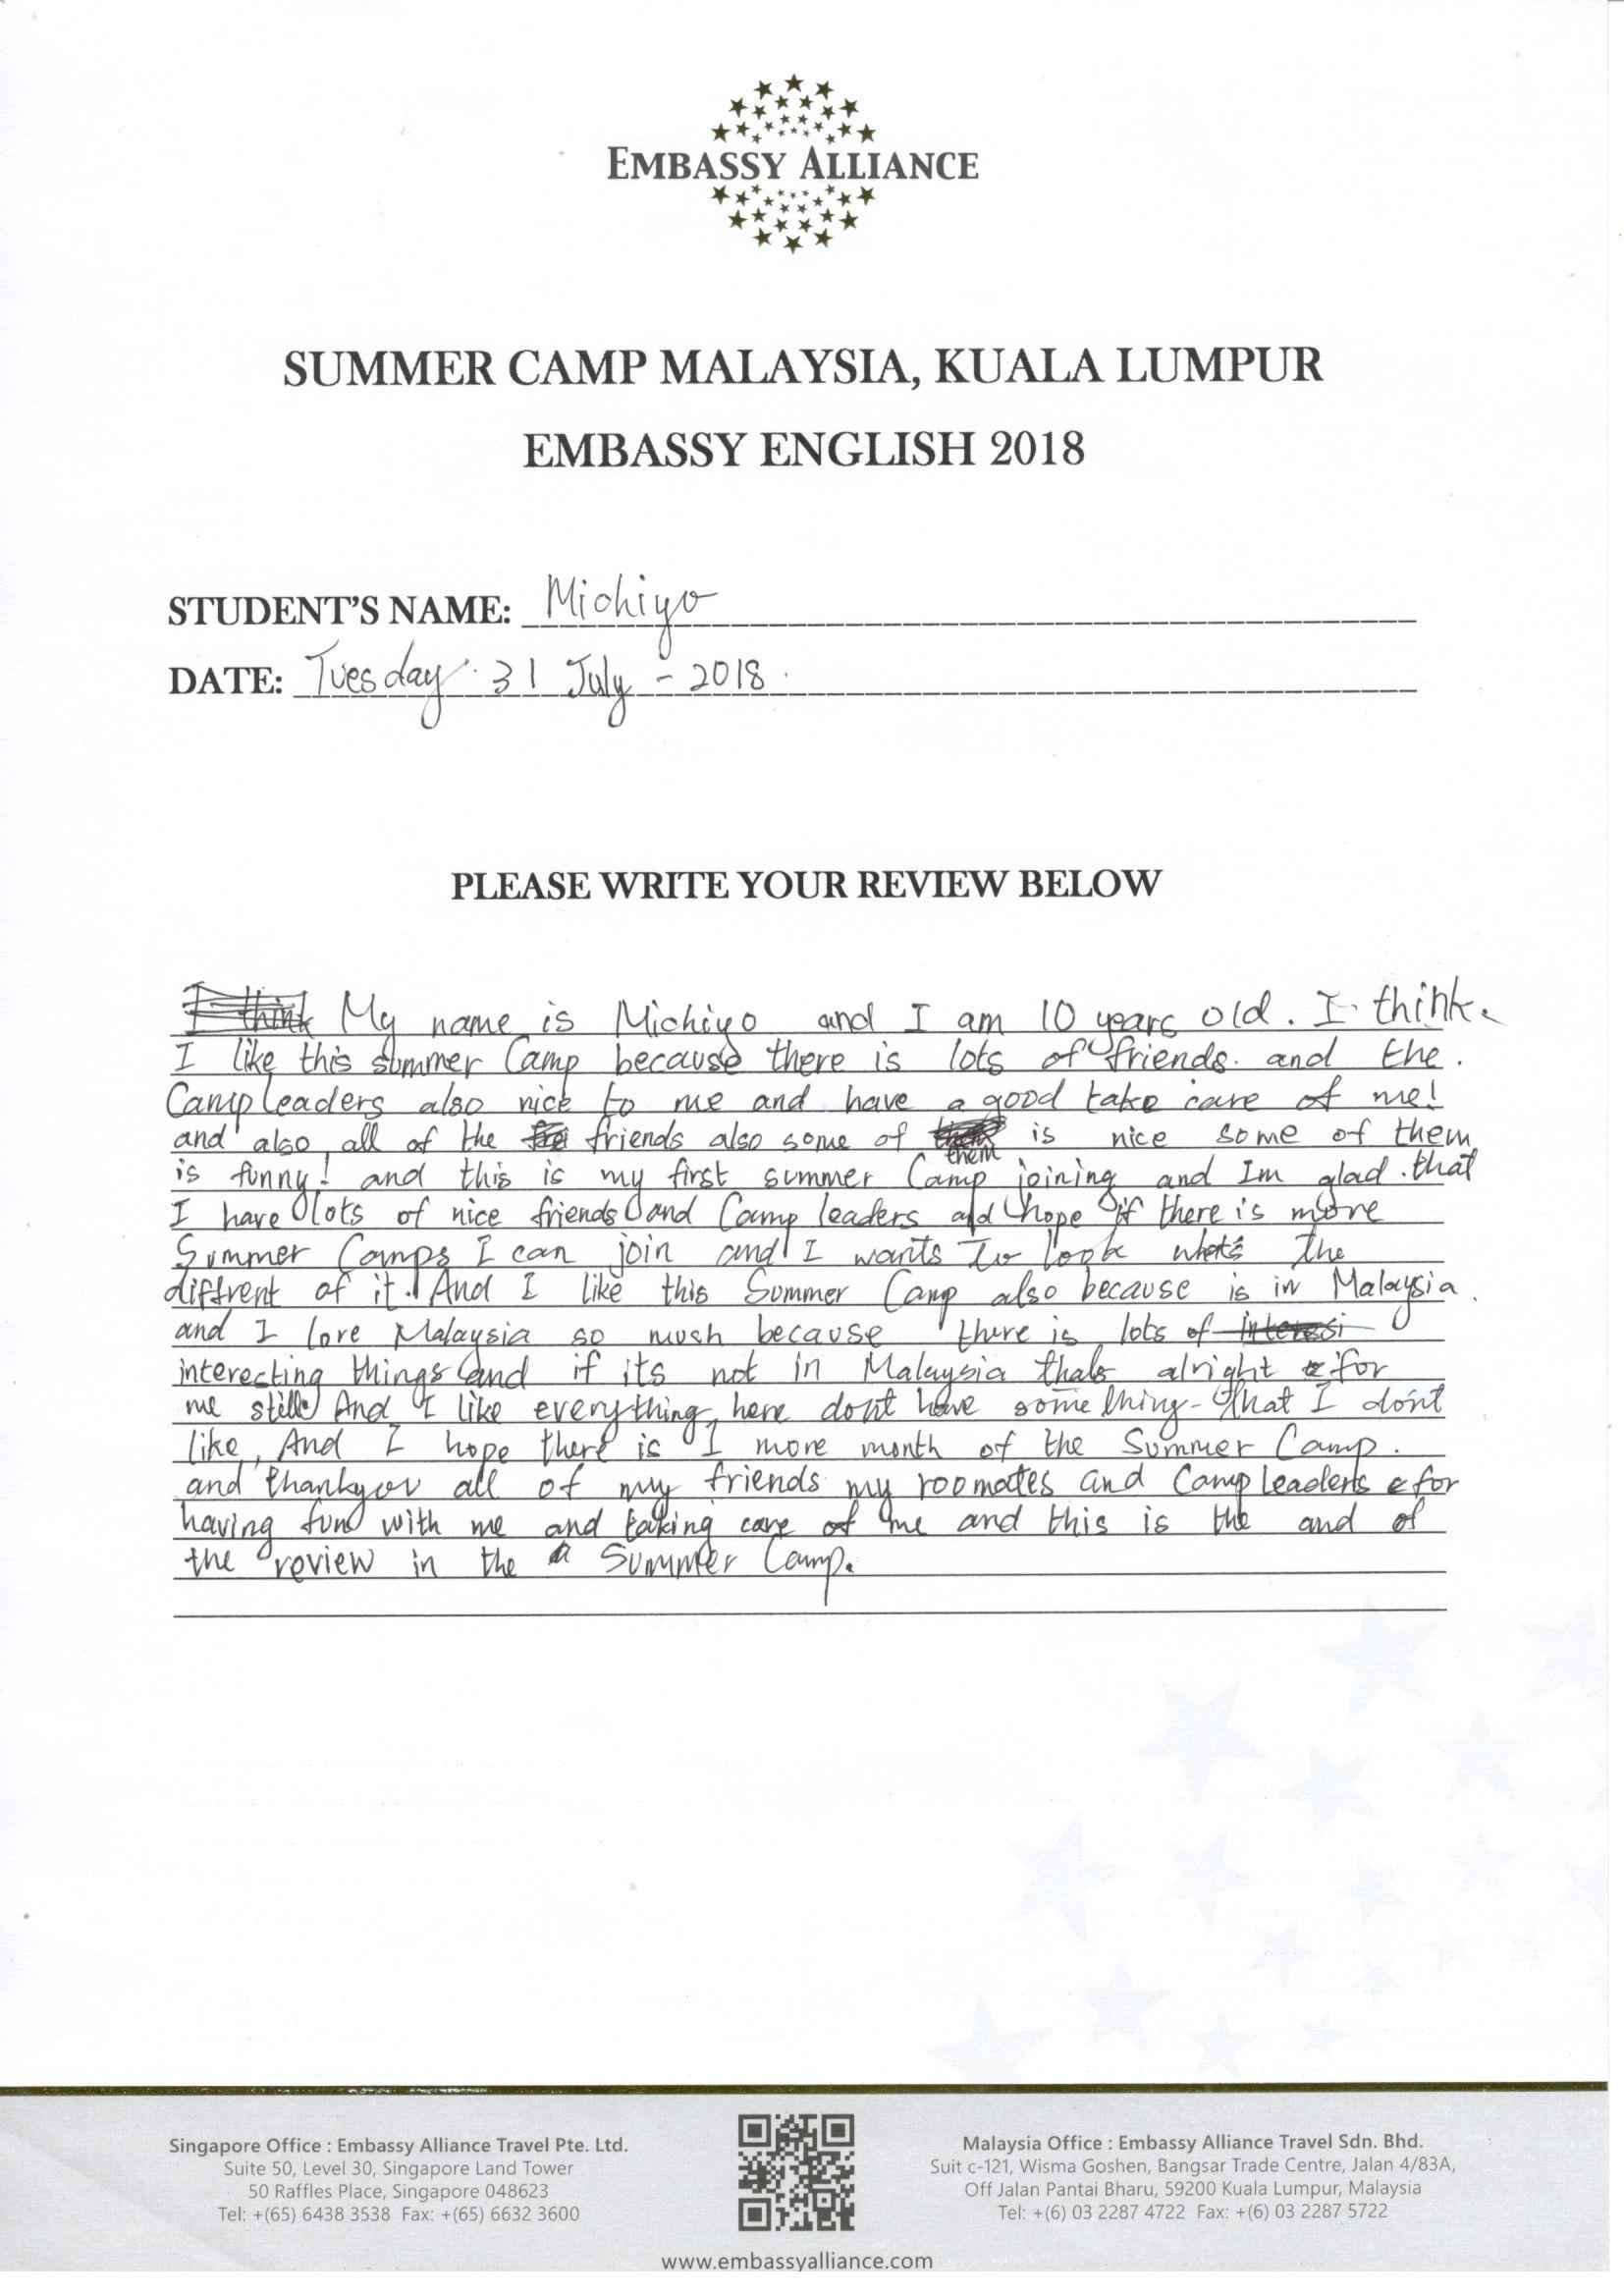 EMBASSY ALLIANCE
SUMMER CAMP MALAYSIA, KUALA LUMPUR
EMBASSY ENGLISH 2018
STUDENT'S NAME: Michiyo
DATE: Tuesday. 31 July - 2018.
PLEASE WRITE YOUR REVIEW BELOW
I think My name is Michiyo and I am 10 years old. I think.
I like this summer Camp because there is lots of friends. and the.
Camp leaders also nice to me and have a good take care of me!
and also all of the friends also some of them is nice some of them
is funny! and this is my first summer Camp joining and Im glad. that
I have lots of nice friends and Camp leaders and hope if there is more
Summer Camps I can join and I wants to look whats the
diffrent of it. And I like this Summer Camp also because is in Malaysia.
and I love Malaysia so mush because there is lots of interessi
interecting things and if its not in Malaysia thats alright for
me still And I like everything here dont have some thing-that I don't
like, And I hope there is 1 more month of the Summer Camp.
and thankyou all of my friends my roomates and Camp leaders for
having fun with me and taking care of me and this is the and of
the review in the a Summer Camp.
Singapore Office : Embassy Alliance Travel Pte. Ltd.
Suite 50, Level 30, Singapore Land Tower
50 Raffles Place, Singapore 048623
Tel: +(65) 6438 3538 Fax: +(65) 6632 3600
Malaysia Office : Embassy Alliance Travel Sdn. Bhd.
Suit c-121, Wisma Goshen, Bangsar Trade Centre, Jalan 4/83A,
Off Jalan Pantai Bharu, 59200 Kuala Lumpur, Malaysia
Tel: +(6) 03 2287 4722 Fax: +(6) 03 2287 5722
www.embassyalliance.com